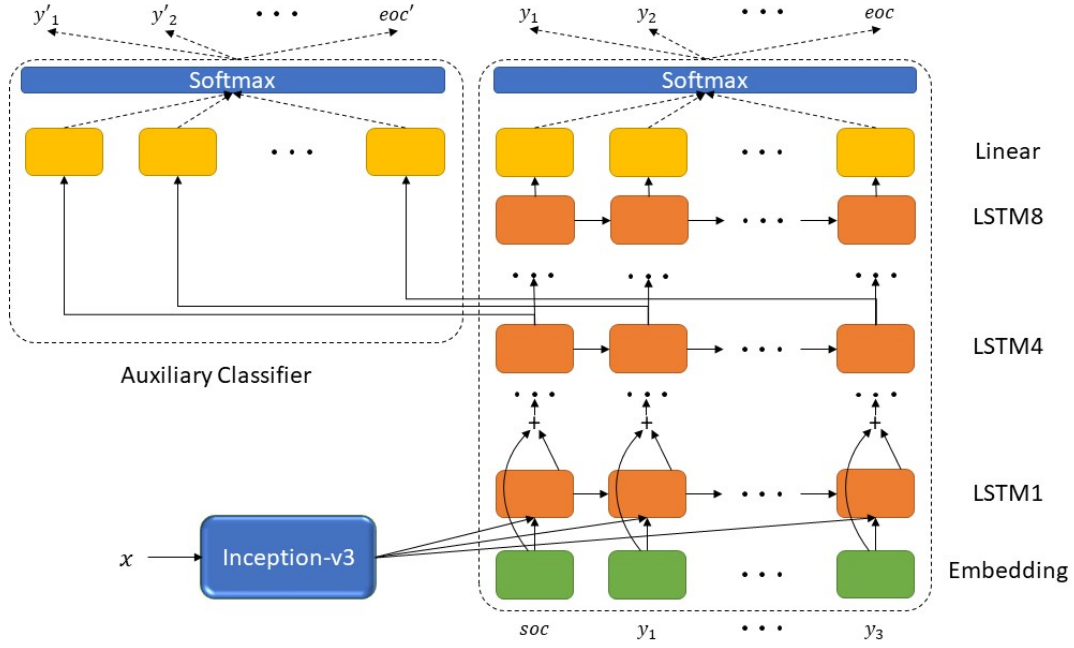 y′₁ y′₂ • • • eoc′ y₁ y₂ • • • eoc
Softmax Softmax
• • • • • • Linear
• • • LSTM8
• • • • • • • • •
• • • LSTM4
Auxiliary Classifier
• • • • • • • • •
+ + +
• • • LSTM1
x Inception-v3
• • • Embedding
soc y₁ • • • y₃